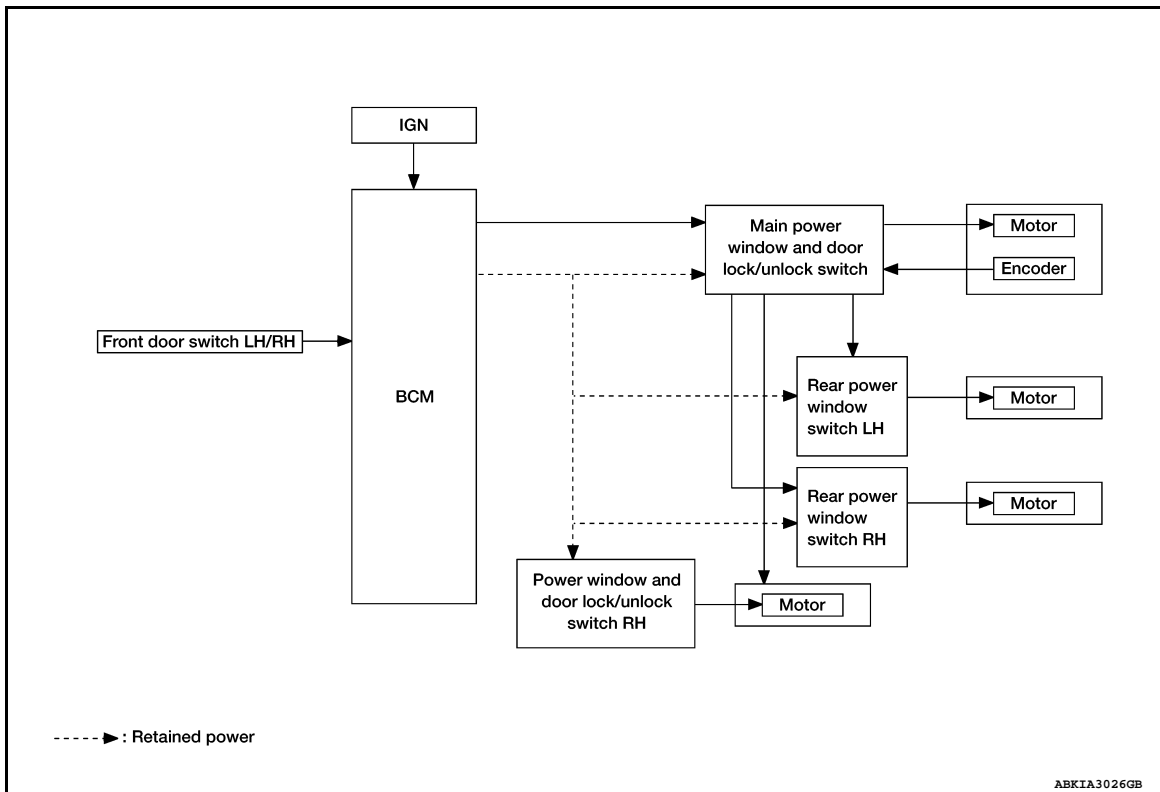 IGN
Main power
window and door
lock/unlock switch
Motor
Encoder
Front door switch LH/RH
BCM
Rear power
window
switch LH
Motor
Rear power
window
switch RH
Motor
Power window and
door lock/unlock
switch RH
Motor
: Retained power
ABKIA3026GB